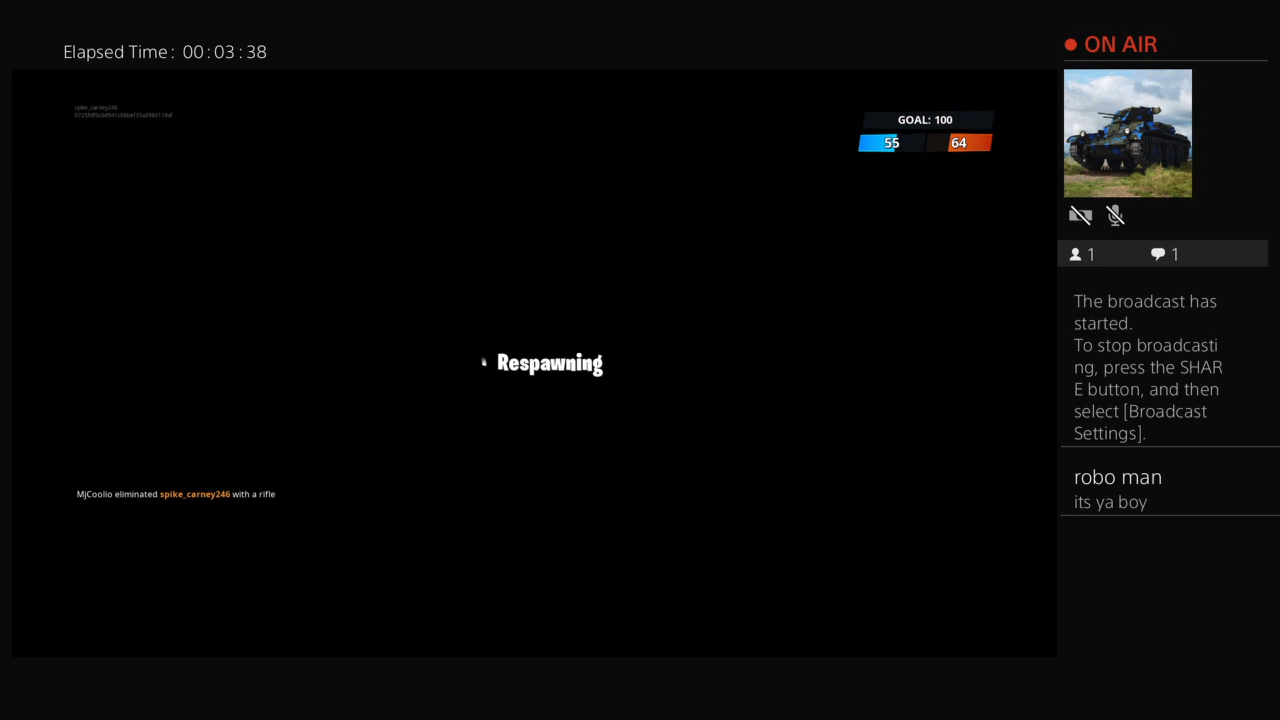 Elapsed Time: 00:03:38
ON AIR
spike_carney246
GOAL: 100
55 64
1 1
The broadcast has
started.
To stop broadcasti
ng, press the SHAR
E button, and then
select [Broadcast
Settings].
Respawning
robo man
its ya boy
MjCoolio eliminated spike_carney246 with a rifle